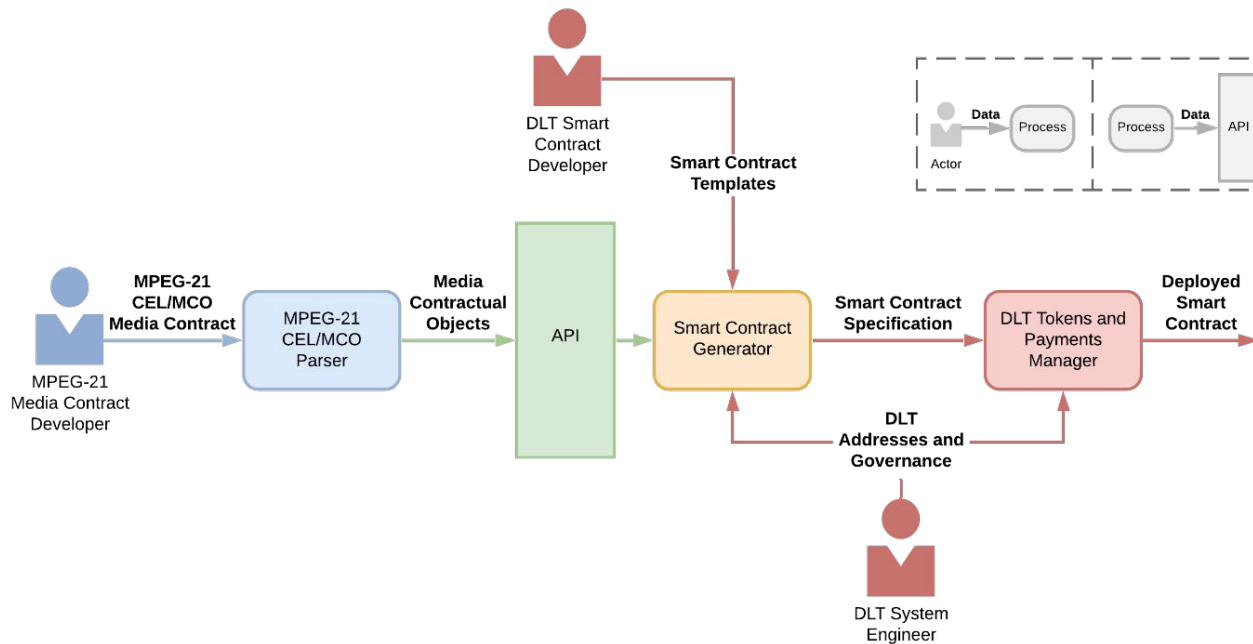 DLT Smart
Contract
Developer
Data
Process
Actor
Process
Data
API
Smart Contract
Templates
MPEG-21
CEL/MCO
Media Contract
MPEG-21
Media Contract
Developer
MPEG-21
CEL/MCO
Parser
Media
Contractual
Objects
API
Smart Contract
Generator
Smart Contract
Specification
DLT Tokens and
Payments
Manager
Deployed
Smart
Contract
DLT
Addresses and
Governance
DLT System
Engineer